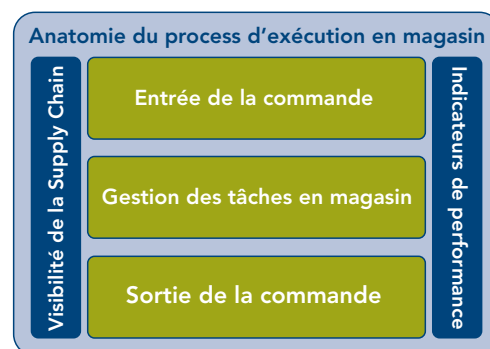 Anatomie du process d’exécution en magasin
Visibilité de la Supply Chain
Entrée de la commande
Gestion des tâches en magasin
Sortie de la commande
Indicateurs de performance